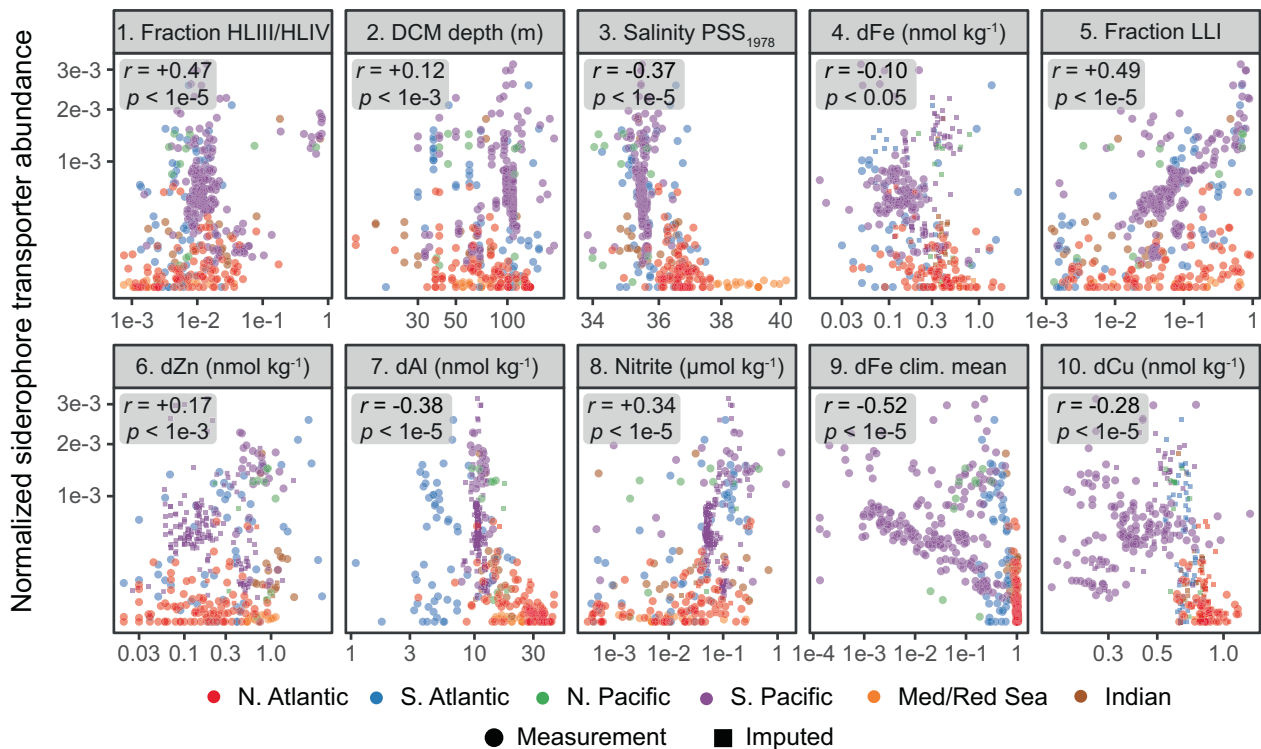 Normalized siderophore transporter abundance
1. Fraction HLIII/HLIV
2. DCM depth (m)
3. Salinity PSS1978
4. dFe (nmol kg⁻¹)
5. Fraction LLI
3e-3
2e-3
1e-3
r = +0.47
p < 1e-5
r = +0.12
p < 1e-3
r = -0.37
p < 1e-5
r = -0.10
p < 0.05
r = +0.49
p < 1e-5
1e-3 1e-2 1e-1 1
30 50 100
34 36 38 40
0.03 0.1 0.3 1.0
1e-3 1e-2 1e-1 1
6. dZn (nmol kg⁻¹)
7. dAl (nmol kg⁻¹)
8. Nitrite (µmol kg⁻¹)
9. dFe clim. mean
10. dCu (nmol kg⁻¹)
3e-3
2e-3
1e-3
r = +0.17
p < 1e-3
r = -0.38
p < 1e-5
r = +0.34
p < 1e-5
r = -0.52
p < 1e-5
r = -0.28
p < 1e-5
0.03 0.1 0.3 1.0
1 3 10 30
1e-3 1e-2 1e-1 1
1e-4 1e-3 1e-2 1e-1 1
0.3 0.5 1.0
N. Atlantic S. Atlantic N. Pacific S. Pacific Med/Red Sea Indian
Measurement Imputed